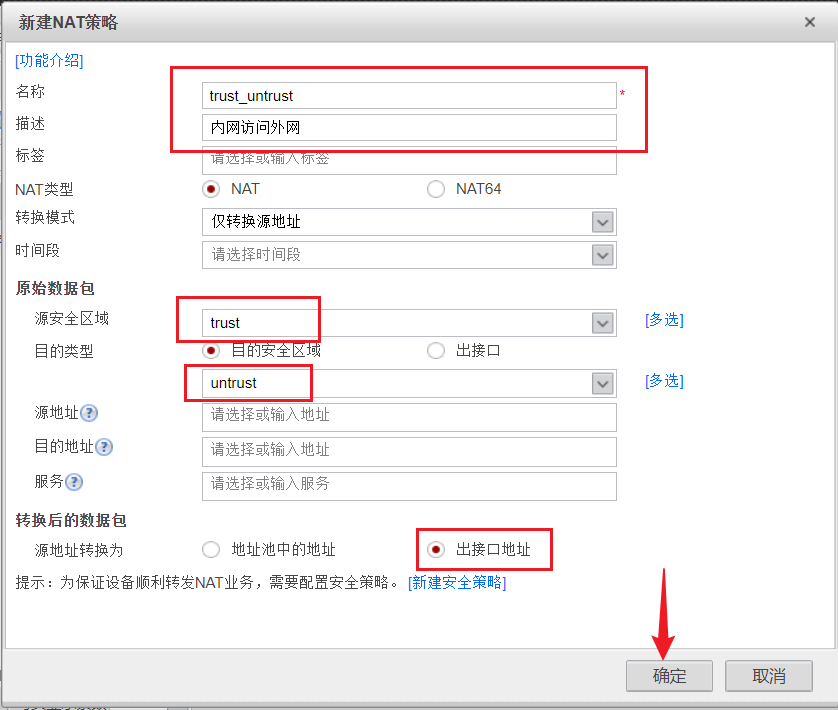 新建NAT策略 ×
[功能介绍]
名称 trust_untrust *
描述 内网访问外网
标签 请选择或输入标签
NAT类型 NAT NAT64
转换模式 仅转换源地址
时间段 请选择时间段
原始数据包
源安全区域 trust [多选]
目的类型 目的安全区域 出接口
untrust [多选]
源地址 ? 请选择或输入地址
目的地址 ? 请选择或输入地址
服务 ? 请选择或输入服务
转换后的数据包
源地址转换为 地址池中的地址 出接口地址
提示：为保证设备顺利转发NAT业务，需要配置安全策略。 [新建安全策略]
确定 取消